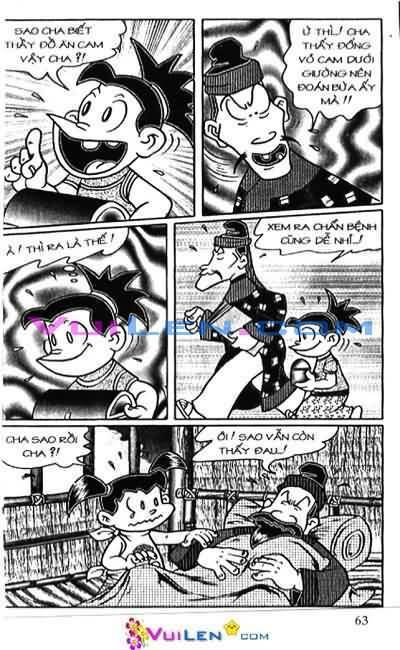 SAO CHA BIẾT
THẦY ĐỒ ĂN CAM
VẬY CHA ?!
Ừ THÌ..! CHA
THẤY ĐỐNG
VỎ CAM DƯỚI
GIƯỜNG NÊN
ĐOÁN BỪA ẤY
MÀ !!
À ! THÌ RA LÀ THẾ.!
XEM RA CHẨN BỆNH
CŨNG DỄ NHỈ...!
VUILEN.COM
CHA SAO RỒI
CHA ?!
ÔI ! SAO VẪN CÒN
THẤY ĐAU..!
63
VUILEN.COM